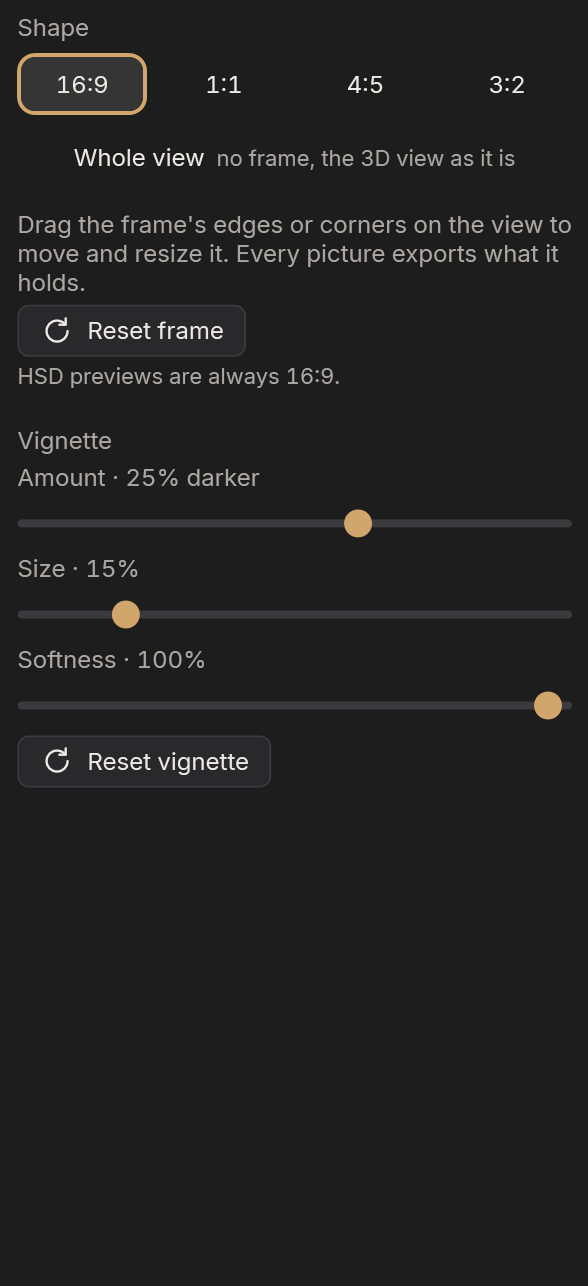 Shape
16:9 1:1 4:5 3:2
Whole view no frame, the 3D view as it is
Drag the frame's edges or corners on the view to
move and resize it. Every picture exports what it
holds.
Reset frame
HSD previews are always 16:9.
Vignette
Amount · 25% darker
Size · 15%
Softness · 100%
Reset vignette